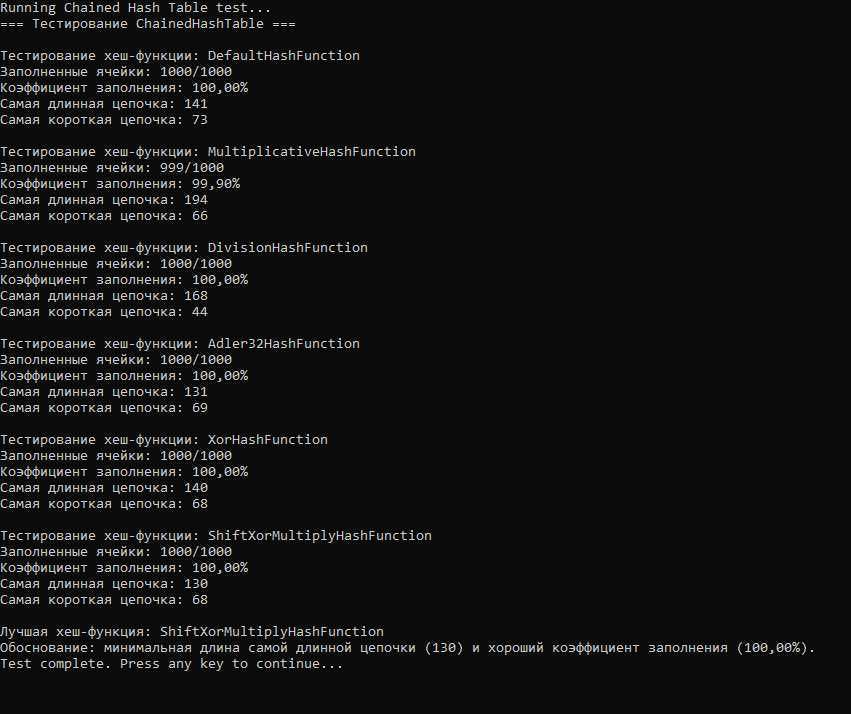 Running Chained Hash Table test...
=== Тестирование ChainedHashTable ===
Тестирование хеш-функции: DefaultHashFunction
Заполненные ячейки: 1000/1000
Коэффициент заполнения: 100,00%
Самая длинная цепочка: 141
Самая короткая цепочка: 73
Тестирование хеш-функции: MultiplicativeHashFunction
Заполненные ячейки: 999/1000
Коэффициент заполнения: 99,90%
Самая длинная цепочка: 194
Самая короткая цепочка: 66
Тестирование хеш-функции: DivisionHashFunction
Заполненные ячейки: 1000/1000
Коэффициент заполнения: 100,00%
Самая длинная цепочка: 168
Самая короткая цепочка: 44
Тестирование хеш-функции: Adler32HashFunction
Заполненные ячейки: 1000/1000
Коэффициент заполнения: 100,00%
Самая длинная цепочка: 131
Самая короткая цепочка: 69
Тестирование хеш-функции: XorHashFunction
Заполненные ячейки: 1000/1000
Коэффициент заполнения: 100,00%
Самая длинная цепочка: 140
Самая короткая цепочка: 68
Тестирование хеш-функции: ShiftXorMultiplyHashFunction
Заполненные ячейки: 1000/1000
Коэффициент заполнения: 100,00%
Самая длинная цепочка: 130
Самая короткая цепочка: 68
Лучшая хеш-функция: ShiftXorMultiplyHashFunction
Обоснование: минимальная длина самой длинной цепочки (130) и хороший коэффициент заполнения (100,00%).
Test complete. Press any key to continue...